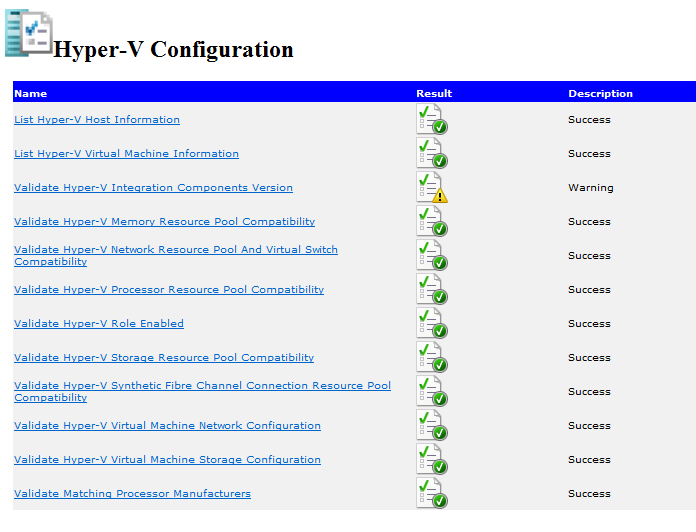 Hyper-V Configuration
Name Result Description
List Hyper-V Host Information Success
List Hyper-V Virtual Machine Information Success
Validate Hyper-V Integration Components Version Warning
Validate Hyper-V Memory Resource Pool Compatibility Success
Validate Hyper-V Network Resource Pool And Virtual Switch
Compatibility Success
Validate Hyper-V Processor Resource Pool Compatibility Success
Validate Hyper-V Role Enabled Success
Validate Hyper-V Storage Resource Pool Compatibility Success
Validate Hyper-V Synthetic Fibre Channel Connection Resource Pool
Compatibility Success
Validate Hyper-V Virtual Machine Network Configuration Success
Validate Hyper-V Virtual Machine Storage Configuration Success
Validate Matching Processor Manufacturers Success